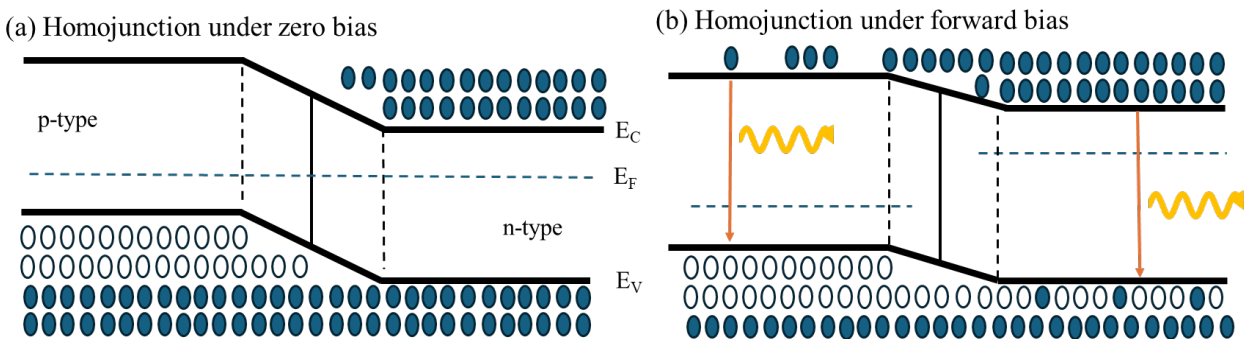 (a) Homojunction under zero bias
(b) Homojunction under forward bias
p-type
E_C
E_F
n-type
E_V